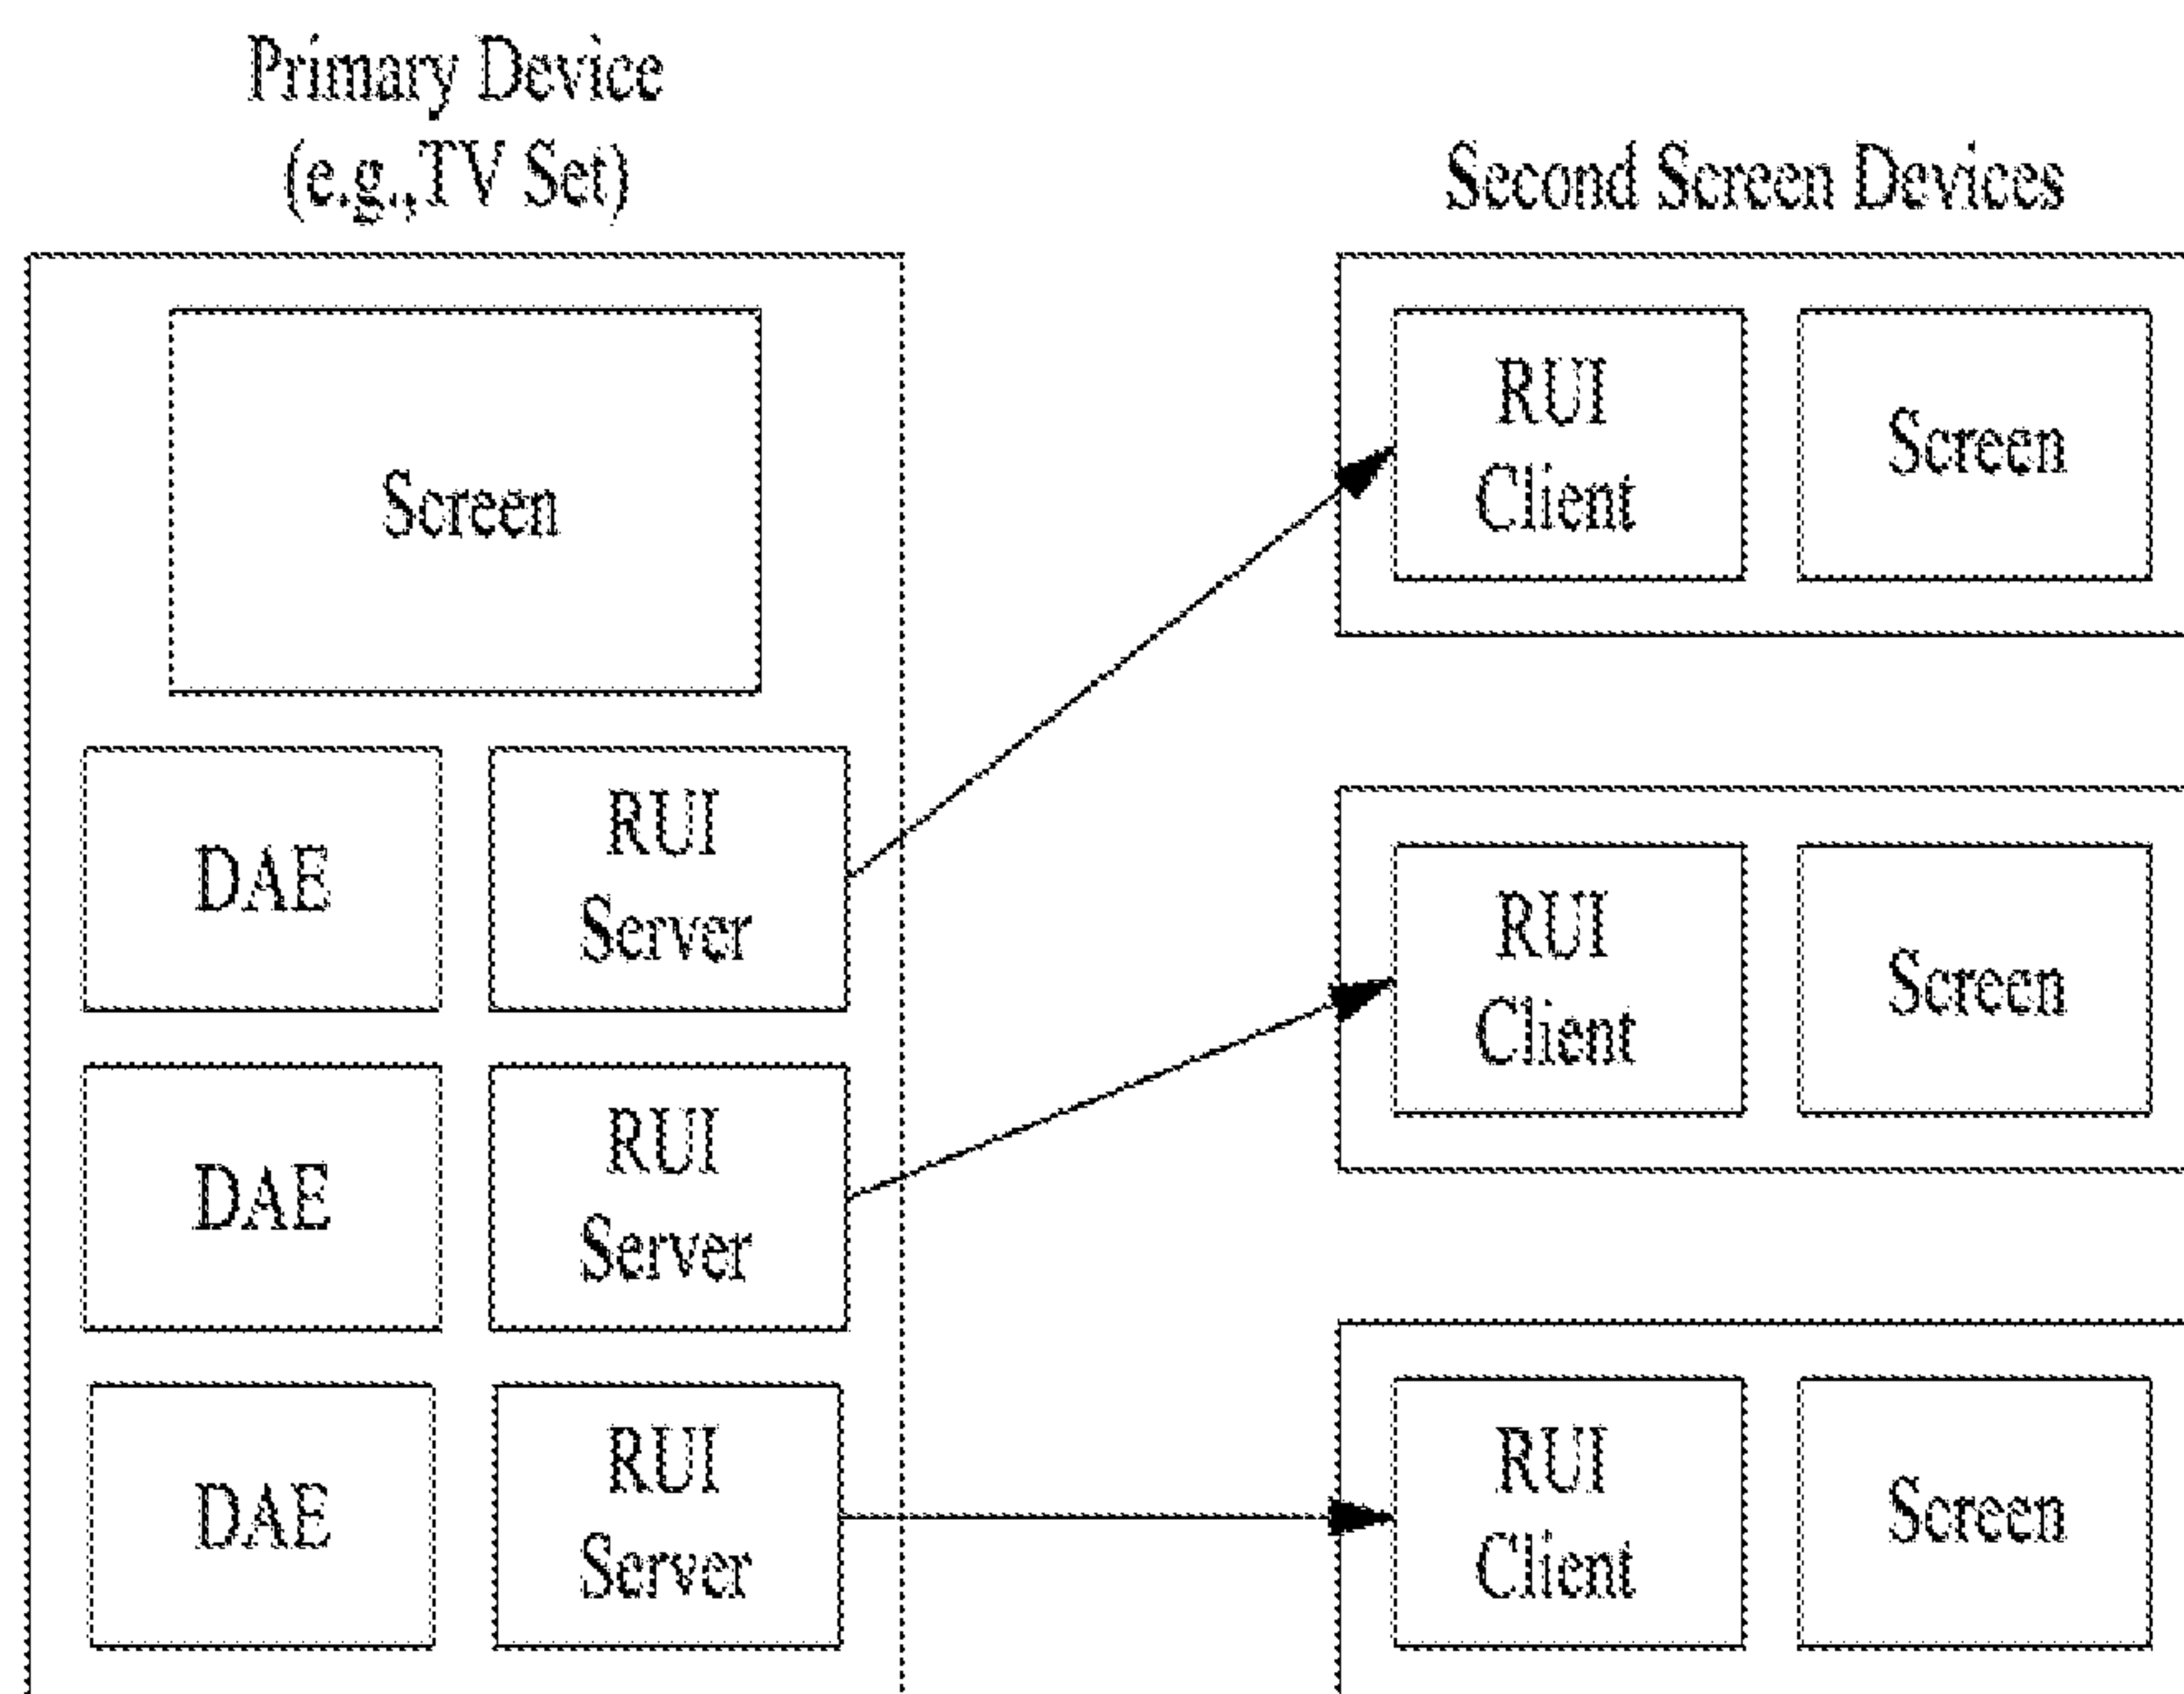 Primary Device
(e.g.,TV Set)
Screen
DAE
RUI
Server
DAE
RUI
Server
DAE
RUI
Server
Second Screen Devices
RUI
Client
Screen
RUI
Client
Screen
RUI
Client
Screen